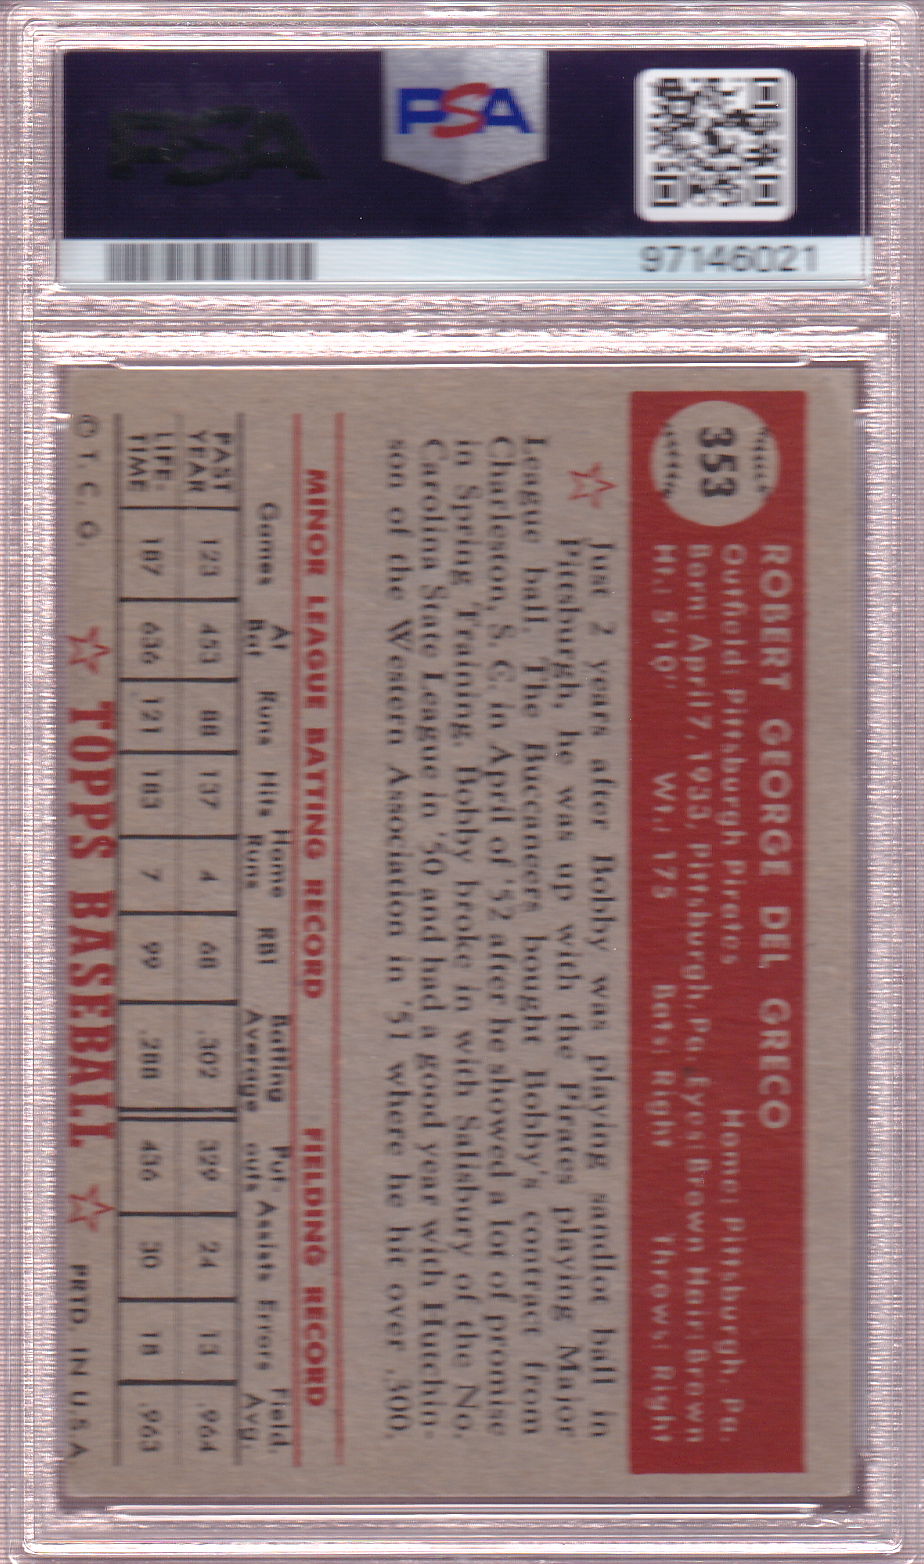 PSA
PSA
97146021
353
ROBERT GEORGE DEL GRECO
Outfield: Pittsburgh Pirates Home: Pittsburgh, Pa.
Born: April 7, 1933, Pittsburgh, Pa. Eyes: Brown Hair: Brown
Ht.: 5'10" Wt.: 175 Bats: Right Throws: Right
Just 2 years after Bobby was playing sandlot ball in
Pittsburgh, he was up with the Pirates playing Major
League ball. The Buccaneers bought Bobby's contract from
Charleston, S. C. in April of '52 after he showed a lot of promise
in Spring Training. Bobby broke in with Salisbury of the No.
Carolina State League in '50 and had a good year with Hutchin-
son of the Western Association in '51 where he hit over .300.
MINOR LEAGUE BATTING RECORD FIELDING RECORD
Games At Bat Runs Hits Home Runs RBI Batting Average Put- outs Assists Errors Field. Avg.
PAST YEAR 123 453 88 137 4 68 .302 329 24 13 .964
LIFE- TIME 187 636 121 183 7 99 .288 436 30 18 .963
© T. C. G. TOPPS BASEBALL PRTD. IN U.S.A.